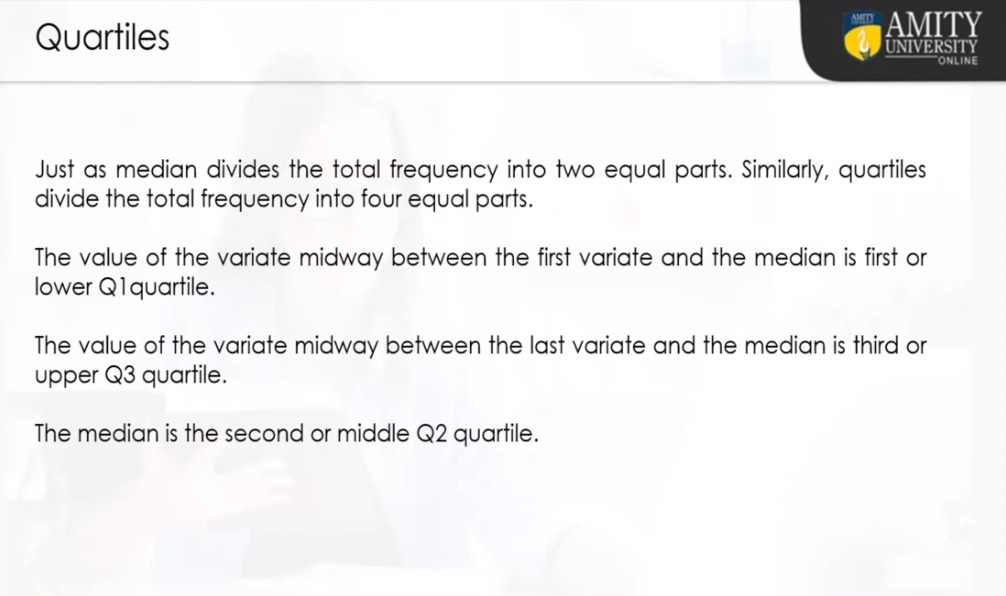 Quartiles
AMITY
AMITY
UNIVERSITY
ONLINE
Just as median divides the total frequency into two equal parts. Similarly, quartiles
divide the total frequency into four equal parts.
The value of the variate midway between the first variate and the median is first or
lower Q1quartile.
The value of the variate midway between the last variate and the median is third or
upper Q3 quartile.
The median is the second or middle Q2 quartile.